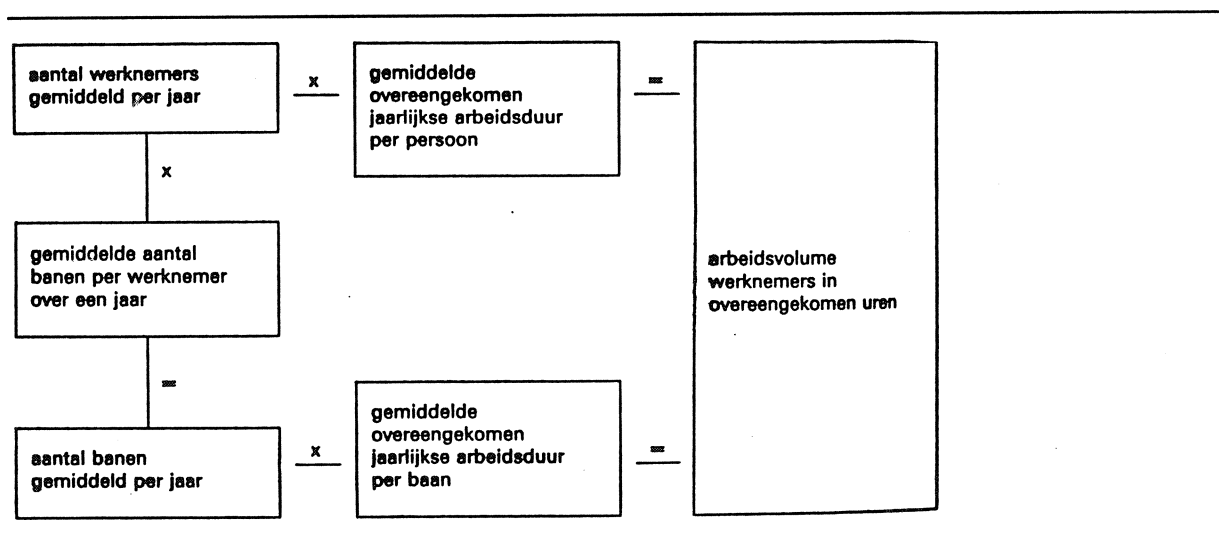 aantal werknemers
gemiddeld per jaar
x
gemiddelde
overeengekomen
jaarlijkse arbeidsduur
per persoon
=
x
gemiddelde aantal
banen per werknemer
over een jaar
arbeidsvolume
werknemers in
overeengekomen uren
=
aantal banen
gemiddeld per jaar
x
gemiddelde
overeengekomen
jaarlijkse arbeidsduur
per baan
=